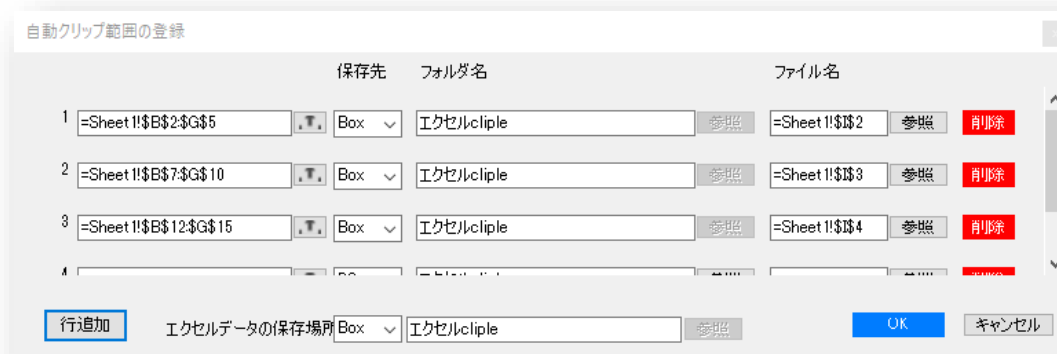 自動クリップ範囲の登録
保存先 フォルダ名 ファイル名
1 =Sheet1!$B$2:$G$5 Box エクセルcliple 参照 =Sheet1!$I$2 参照 削除
2 =Sheet1!$B$7:$G$10 Box エクセルcliple 参照 =Sheet1!$I$3 参照 削除
3 =Sheet1!$B$12:$G$15 Box エクセルcliple 参照 =Sheet1!$I$4 参照 削除
行追加 エクセルデータの保存場所 Box エクセルcliple 参照 OK キャンセル